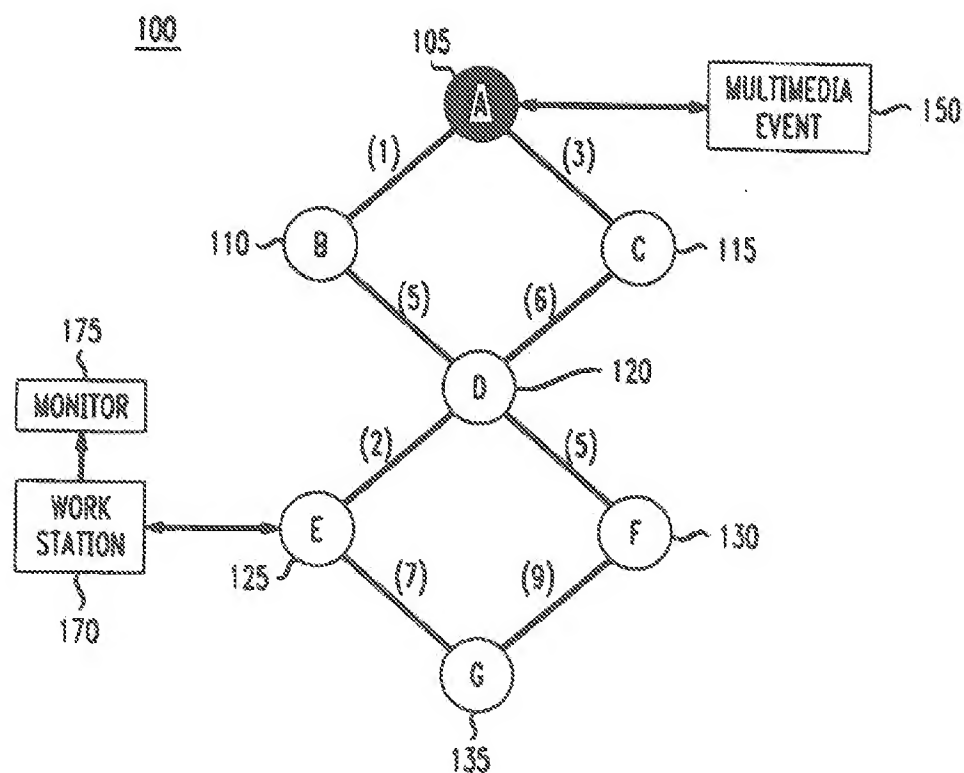 100
105
A
MULTIMEDIA
EVENT
150
(1)
(3)
110
B
C
115
(5)
(6)
175
MONITOR
D
120
(2)
(5)
WORK
STATION
E
F
130
125
170
(7)
(9)
G
135